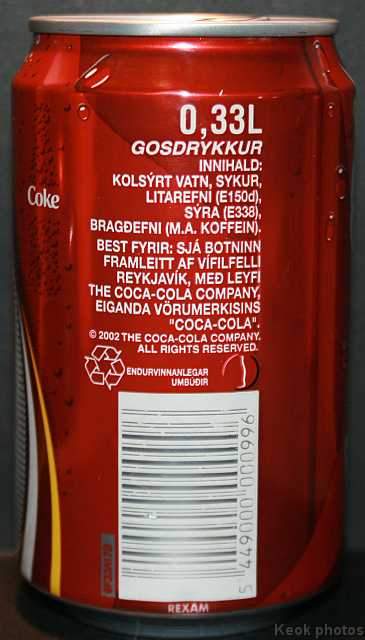 0,33L
GOSDRYKKUR
INNIHALD:
KOLSÝRT VATN, SYKUR,
LITAREFNI (E150d),
SÝRA (E338),
BRAGÐEFNI (M.A. KOFFEIN).
BEST FYRIR: SJÁ BOTNINN
FRAMLEITT AF VÍFILFELLI
REYKJAVÍK, MEÐ LEYFI
THE COCA-COLA COMPANY,
EIGANDA VÖRUMERKISINS
"COCA-COLA".
© 2002 THE COCA-COLA COMPANY.
ALL RIGHTS RESERVED.
ENDURVINNANLEGAR
UMBÚÐIR
Coke
5 449000 000996
REXAM
Keok photos